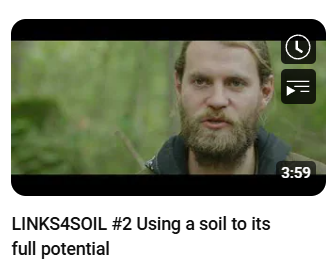 3:59
LINKS4SOIL #2 Using a soil to its
full potential